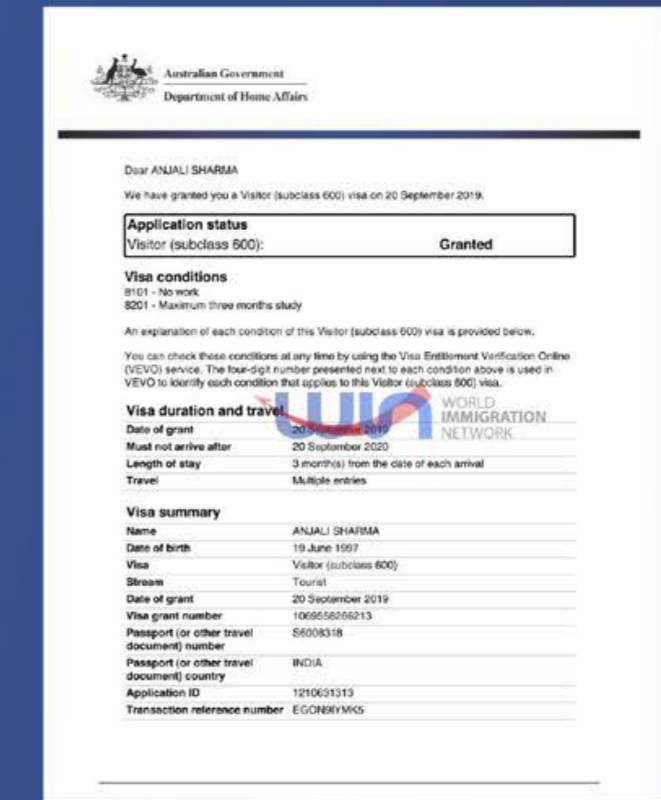 Australian Government
Department of Home Affairs
Dear ANJALI SHARMA
We have granted you a Visitor (subclass 600) visa on 20 September 2019.
Application status
Visitor (subclass 600): Granted
Visa conditions
8101 - No work
8201 - Maximum three months study
An explanation of each condition of this Visitor (subclass 600) visa is provided below.
You can check these conditions at any time by using the Visa Entitlement Verification Online
(VEVO) service. The four-digit number presented next to each condition above is used in
VEVO to identify each condition that applies to this Visitor (subclass 600) visa.
WIN WORLD
IMMIGRATION
NETWORK
Visa duration and travel
Date of grant 20 September 2019
Must not arrive after 20 September 2020
Length of stay 3 month(s) from the date of each arrival
Travel Multiple entries
Visa summary
Name ANJALI SHARMA
Date of birth 19 June 1997
Visa Visitor (subclass 600)
Stream Tourist
Date of grant 20 September 2019
Visa grant number 1069558266213
Passport (or other travel
document) number S6008318
Passport (or other travel
document) country INDIA
Application ID 1210631313
Transaction reference number EGON9IYMK5